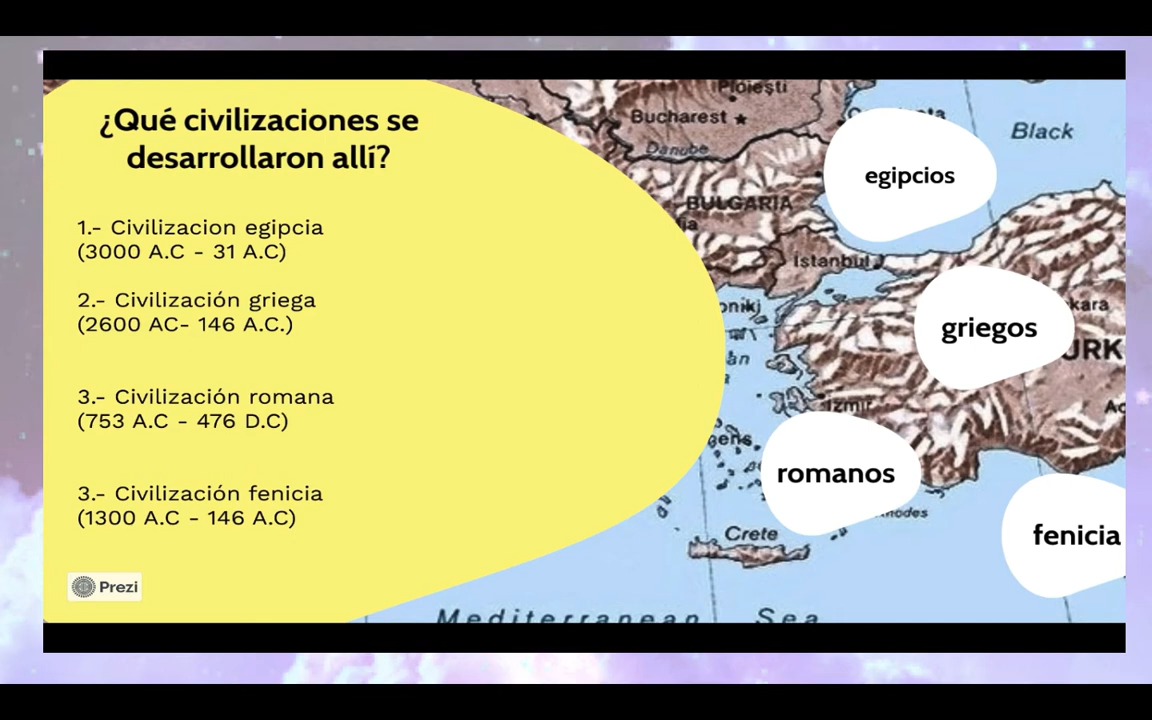 ¿Qué civilizaciones se
desarrollaron allí?
1.- Civilizacion egipcia
(3000 A.C - 31 A.C)
2.- Civilización griega
(2600 AC- 146 A.C.)
3.- Civilización romana
(753 A.C - 476 D.C)
3.- Civilización fenicia
(1300 A.C - 146 A.C)
Prezi
Ploiești
Bucharest
Danube
Black
egipcios
BULGARIA
Istanbul
griegos
Izmir
romanos
Crete
fenicia
Mediterranean Sea